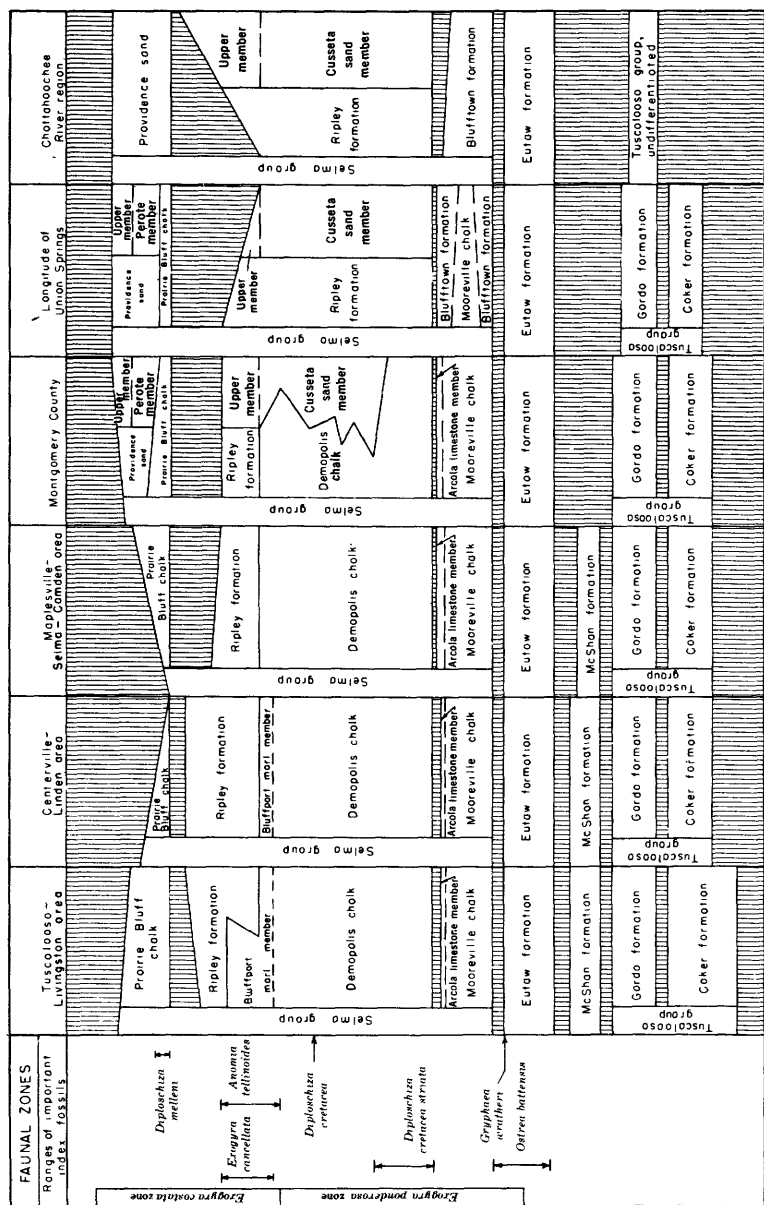 FAUNAL ZONES
Ranges of important
index fossils
Exogyra costata zone
Exogyra ponderosa zone
Diploschiza
melleni
Exogyra
cancellata
Anomia
tellinoides
Diploschiza
cretacea
Diploschiza
cretacea striata
Gryphaea
wratheri
Ostrea battensis
Tuscaloosa-
Livingston area
Prairie Bluff
chalk
Ripley formation
Bluffport
marl member
Demopolis chalk
Arcola limestone member
Mooreville chalk
Selma group
Eutaw formation
McShan formation
Gordo formation
Coker formation
Tuscaloosa
group
Centerville-
Linden area
Prairie
Bluff chalk
Ripley formation
Bluffport marl member
Demopolis chalk
Arcola limestone member
Mooreville chalk
Selma group
Eutaw formation
McShan formation
Gordo formation
Coker formation
Tuscaloosa
group
Maplesville-
Selma-Camden area
Prairie
Bluff chalk
Ripley formation
Demopolis chalk
Arcola limestone member
Mooreville chalk
Selma group
Eutaw formation
McShan formation
Gordo formation
Coker formation
Tuscaloosa
group
Montgomery County
Providence
sand
Upper
member
Perote
member
Prairie Bluff chalk
Ripley
formation
Upper
member
Demopolis
chalk
Cusseta
sand
member
Arcola limestone member
Mooreville chalk
Selma group
Eutaw formation
Gordo formation
Coker formation
Tuscaloosa
group
Longitude of
Union Springs
Providence
sand
Upper
member
Perote
member
Prairie Bluff chalk
Upper
member
Ripley
formation
Cusseta
sand
member
Blufftown formation
Mooreville chalk
Blufftown formation
Selma group
Eutaw formation
Gordo formation
Coker formation
Tuscaloosa
group
Chattahoochee
River region
Providence sand
Upper
member
Ripley
formation
Cusseta
sand
member
Blufftown
formation
Selma group
Eutaw formation
Tuscaloosa group,
undifferentiated